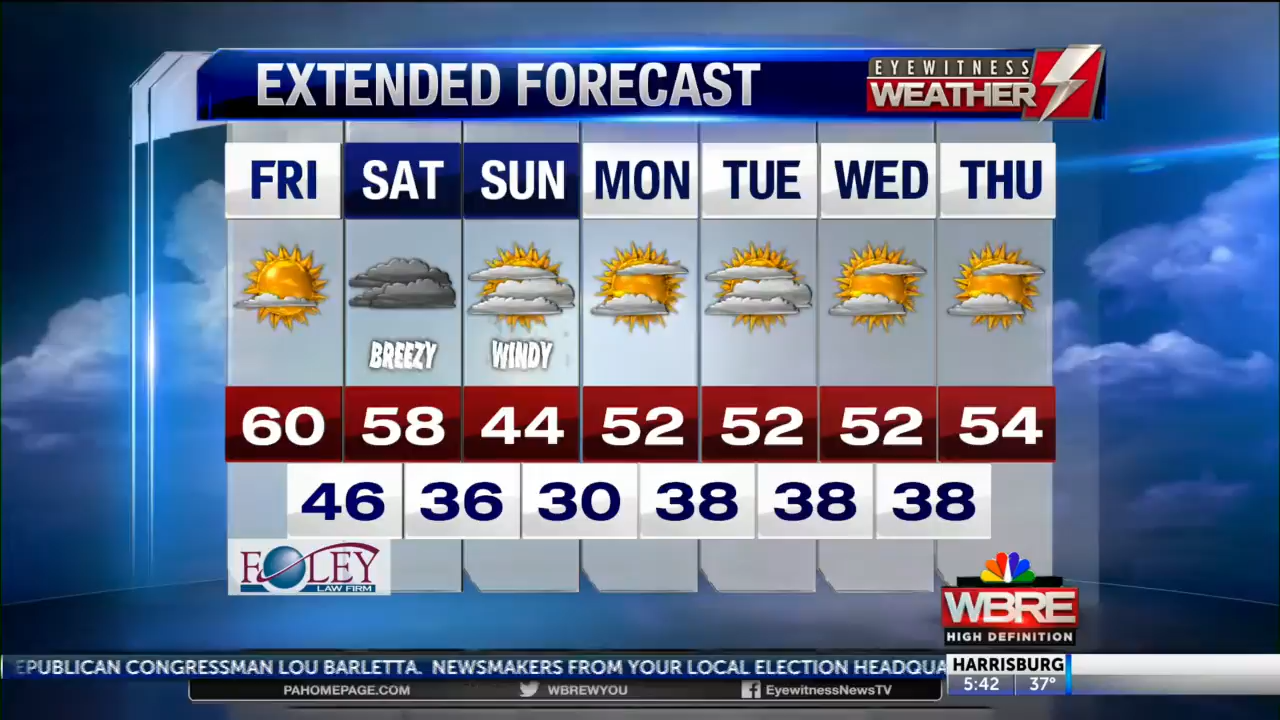 EXTENDED FORECAST
EYEWITNESS
WEATHER
FRI SAT SUN MON TUE WED THU
BREEZY WINDY
60 58 44 52 52 52 54
46 36 30 38 38 38
FOLEY
LAW FIRM
WBRE
HIGH DEFINITION
EPUBLICAN CONGRESSMAN LOU BARLETTA. NEWSMAKERS FROM YOUR LOCAL ELECTION HEADQUA
HARRISBURG
5:42 37°
PAHOMEPAGE.COM WBREWYOU EyewitnessNewsTV